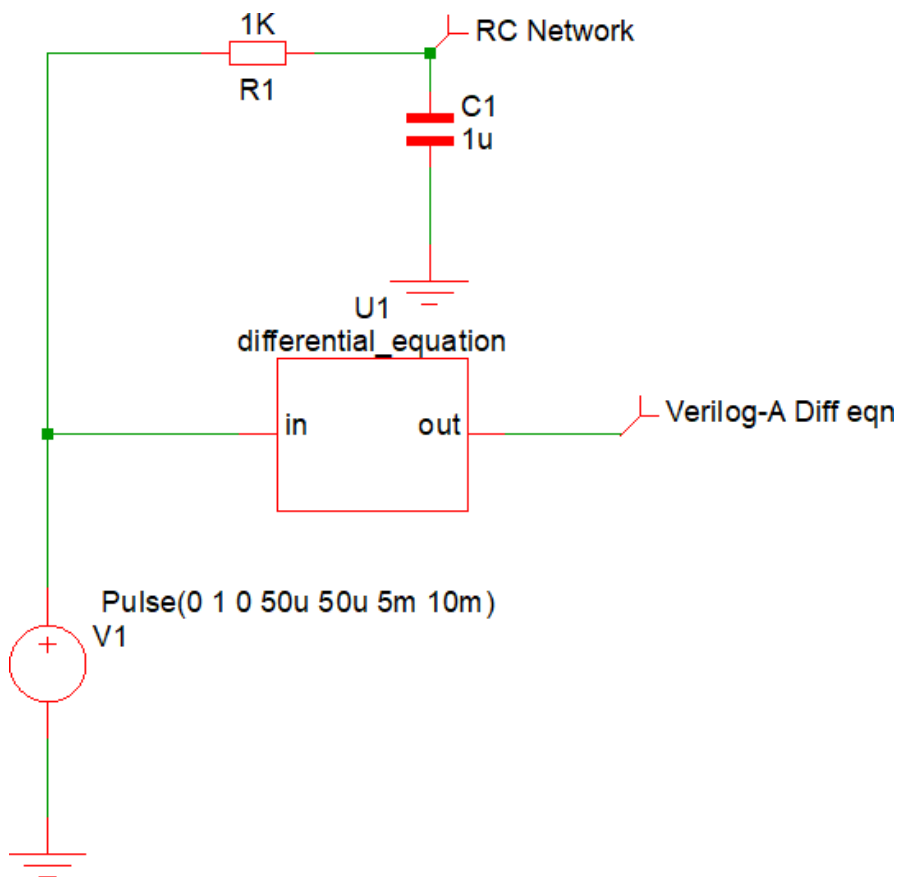 1K
RC Network
R1
C1
1u
U1
differential_equation
in
out
Verilog-A Diff eqn
Pulse(0 1 0 50u 50u 5m 10m)
V1
+